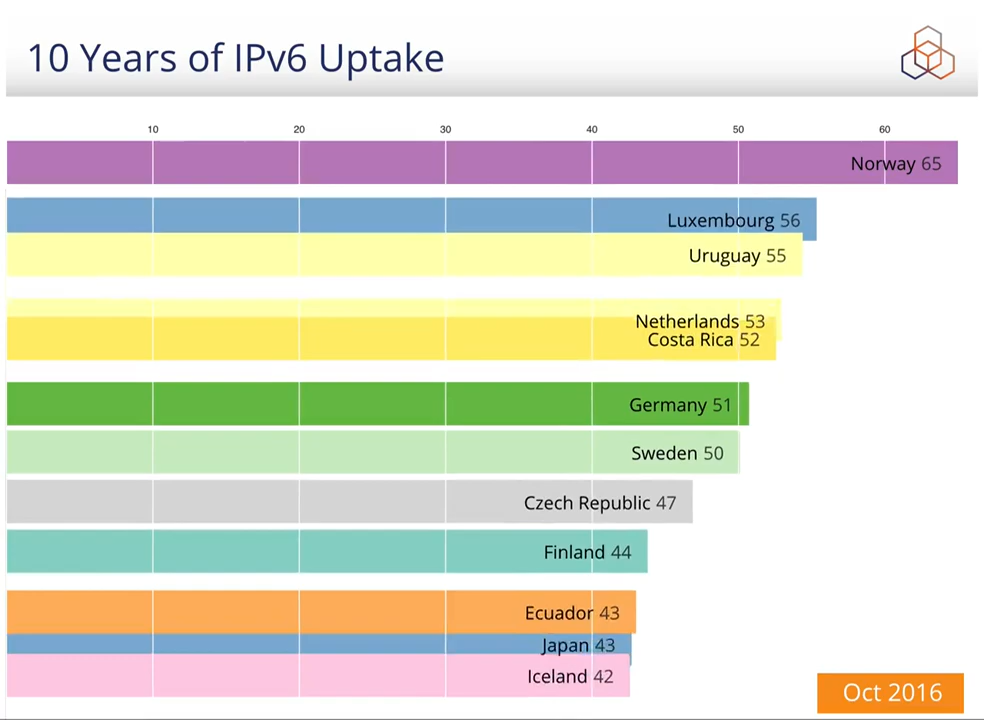 10 Years of IPv6 Uptake
10 20 30 40 50 60
Norway 65
Luxembourg 56
Uruguay 55
Netherlands 53
Costa Rica 52
Germany 51
Sweden 50
Czech Republic 47
Finland 44
Ecuador 43
Japan 43
Iceland 42
Oct 2016